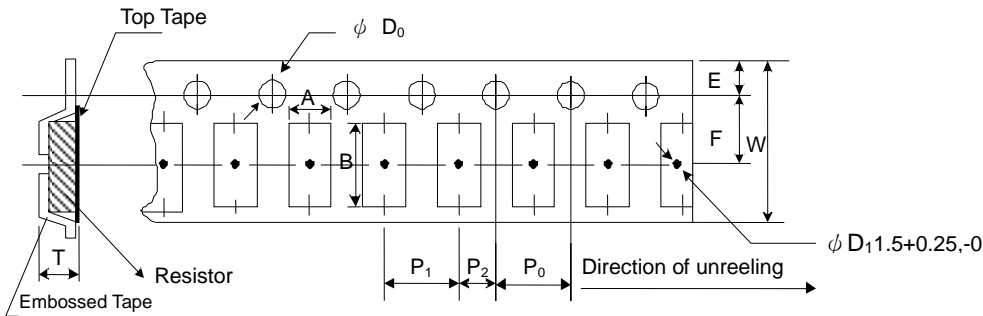 Top Tape
ϕ D₀
A
E
F
W
B
T
Resistor
Embossed Tape
P₁
P₂
P₀
Direction of unreeling
ϕ D₁1.5+0.25,-0